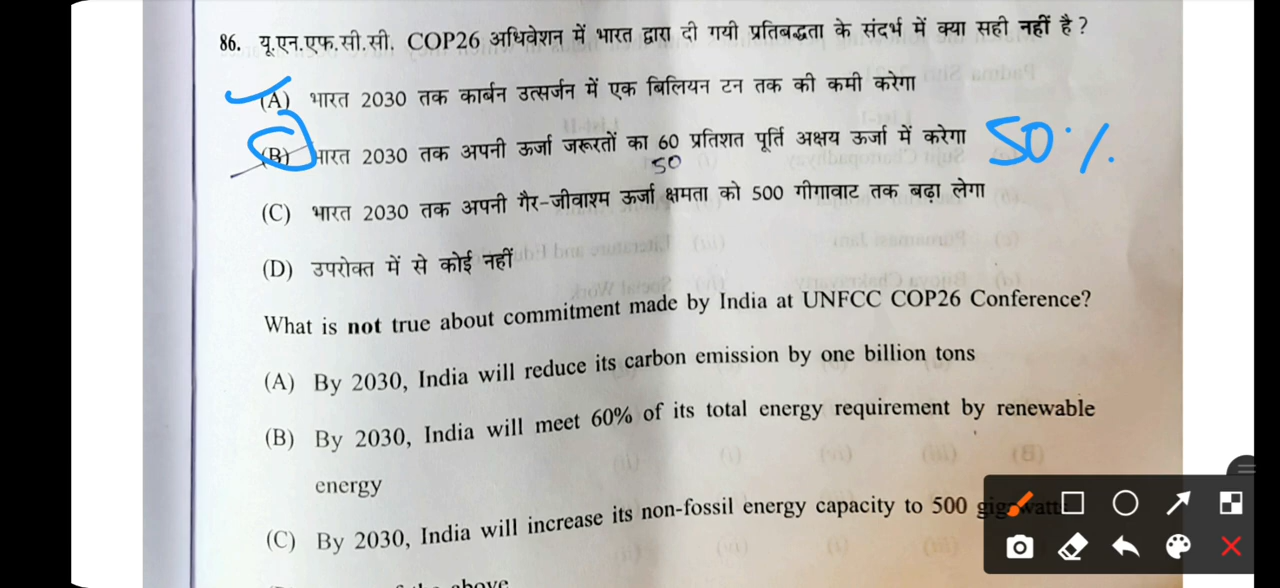 86. यू.एन.एफ.सी.सी. COP26 अधिवेशन में भारत द्वारा दी गयी प्रतिबद्धता के संदर्भ में क्या सही नहीं है ?
(A) भारत 2030 तक कार्बन उत्सर्जन में एक बिलियन टन तक की कमी करेगा
(B) भारत 2030 तक अपनी ऊर्जा जरूरतों का 60 प्रतिशत पूर्ति अक्षय ऊर्जा में करेगा 50%
50
(C) भारत 2030 तक अपनी गैर-जीवाश्म ऊर्जा क्षमता को 500 गीगावाट तक बढ़ा लेगा
(D) उपरोक्त में से कोई नहीं
What is not true about commitment made by India at UNFCC COP26 Conference?
(A) By 2030, India will reduce its carbon emission by one billion tons
(B) By 2030, India will meet 60% of its total energy requirement by renewable
energy
(C) By 2030, India will increase its non-fossil energy capacity to 500 gigawatts
the above